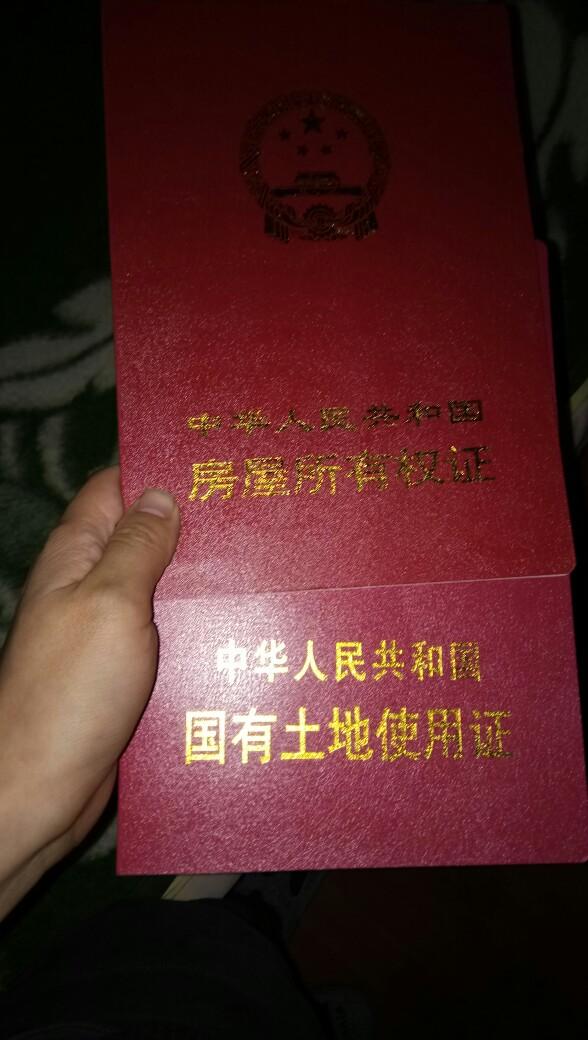 中华人民共和国
房屋所有权证
中华人民共和国
国有土地使用证